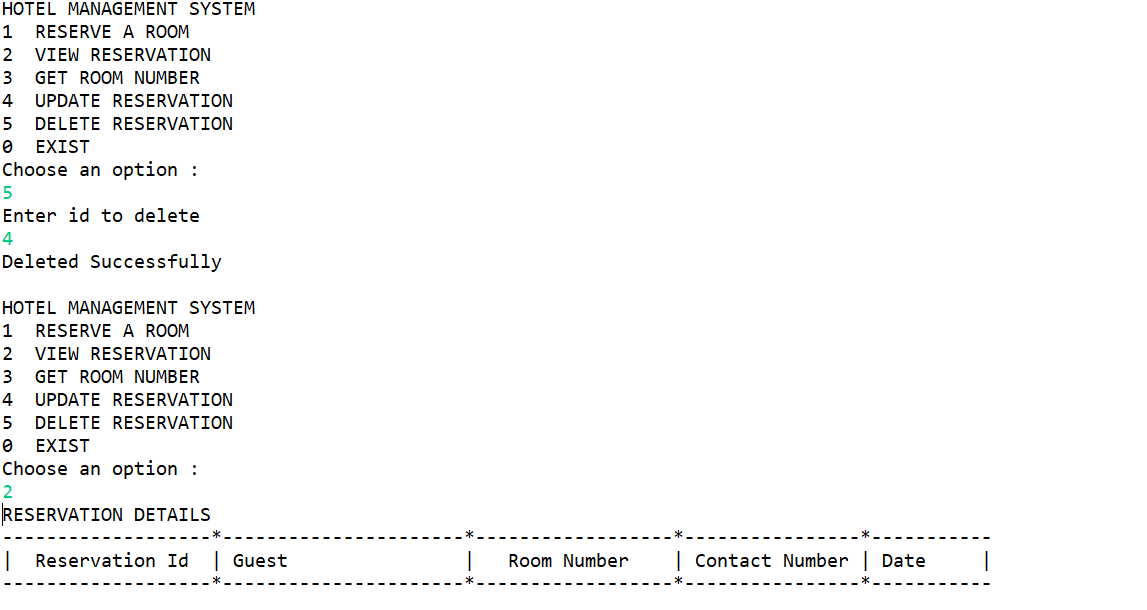 HOTEL MANAGEMENT SYSTEM
1  RESERVE A ROOM
2  VIEW RESERVATION
3  GET ROOM NUMBER
4  UPDATE RESERVATION
5  DELETE RESERVATION
0  EXIST
Choose an option :
5
Enter id to delete
4
Deleted Successfully
HOTEL MANAGEMENT SYSTEM
1  RESERVE A ROOM
2  VIEW RESERVATION
3  GET ROOM NUMBER
4  UPDATE RESERVATION
5  DELETE RESERVATION
0  EXIST
Choose an option :
2
RESERVATION DETAILS
-------------------*----------------------*------------------*----------------*-----------
|  Reservation Id  | Guest                |   Room Number    | Contact Number | Date     |
-------------------*----------------------*------------------*----------------*-----------